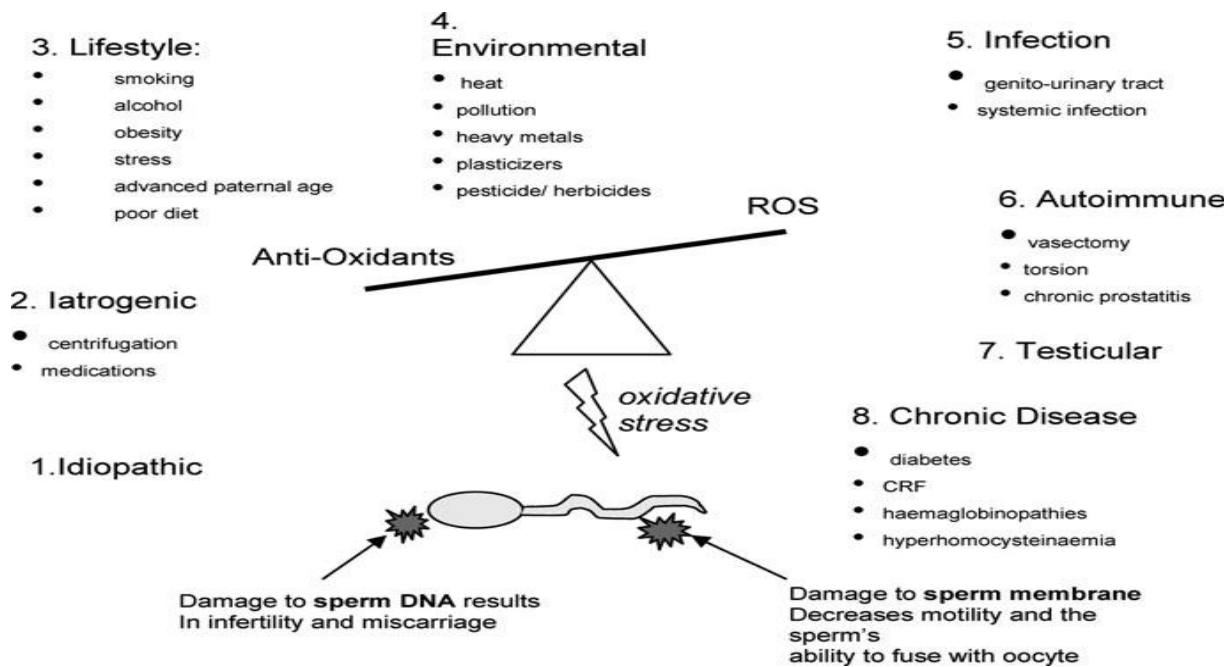 3. Lifestyle:
• smoking
• alcohol
• obesity
• stress
• advanced paternal age
• poor diet
4.
Environmental
• heat
• pollution
• heavy metals
• plasticizers
• pesticide/ herbicides
5. Infection
• genito-urinary tract
• systemic infection
ROS
Anti-Oxidants
6. Autoimmune
• vasectomy
• torsion
• chronic prostatitis
2. Iatrogenic
• centrifugation
• medications
7. Testicular
oxidative
stress
8. Chronic Disease
• diabetes
• CRF
• haemaglobinopathies
• hyperhomocysteinaemia
1.Idiopathic
Damage to sperm DNA results
In infertility and miscarriage
Damage to sperm membrane
Decreases motility and the
sperm's
ability to fuse with oocyte